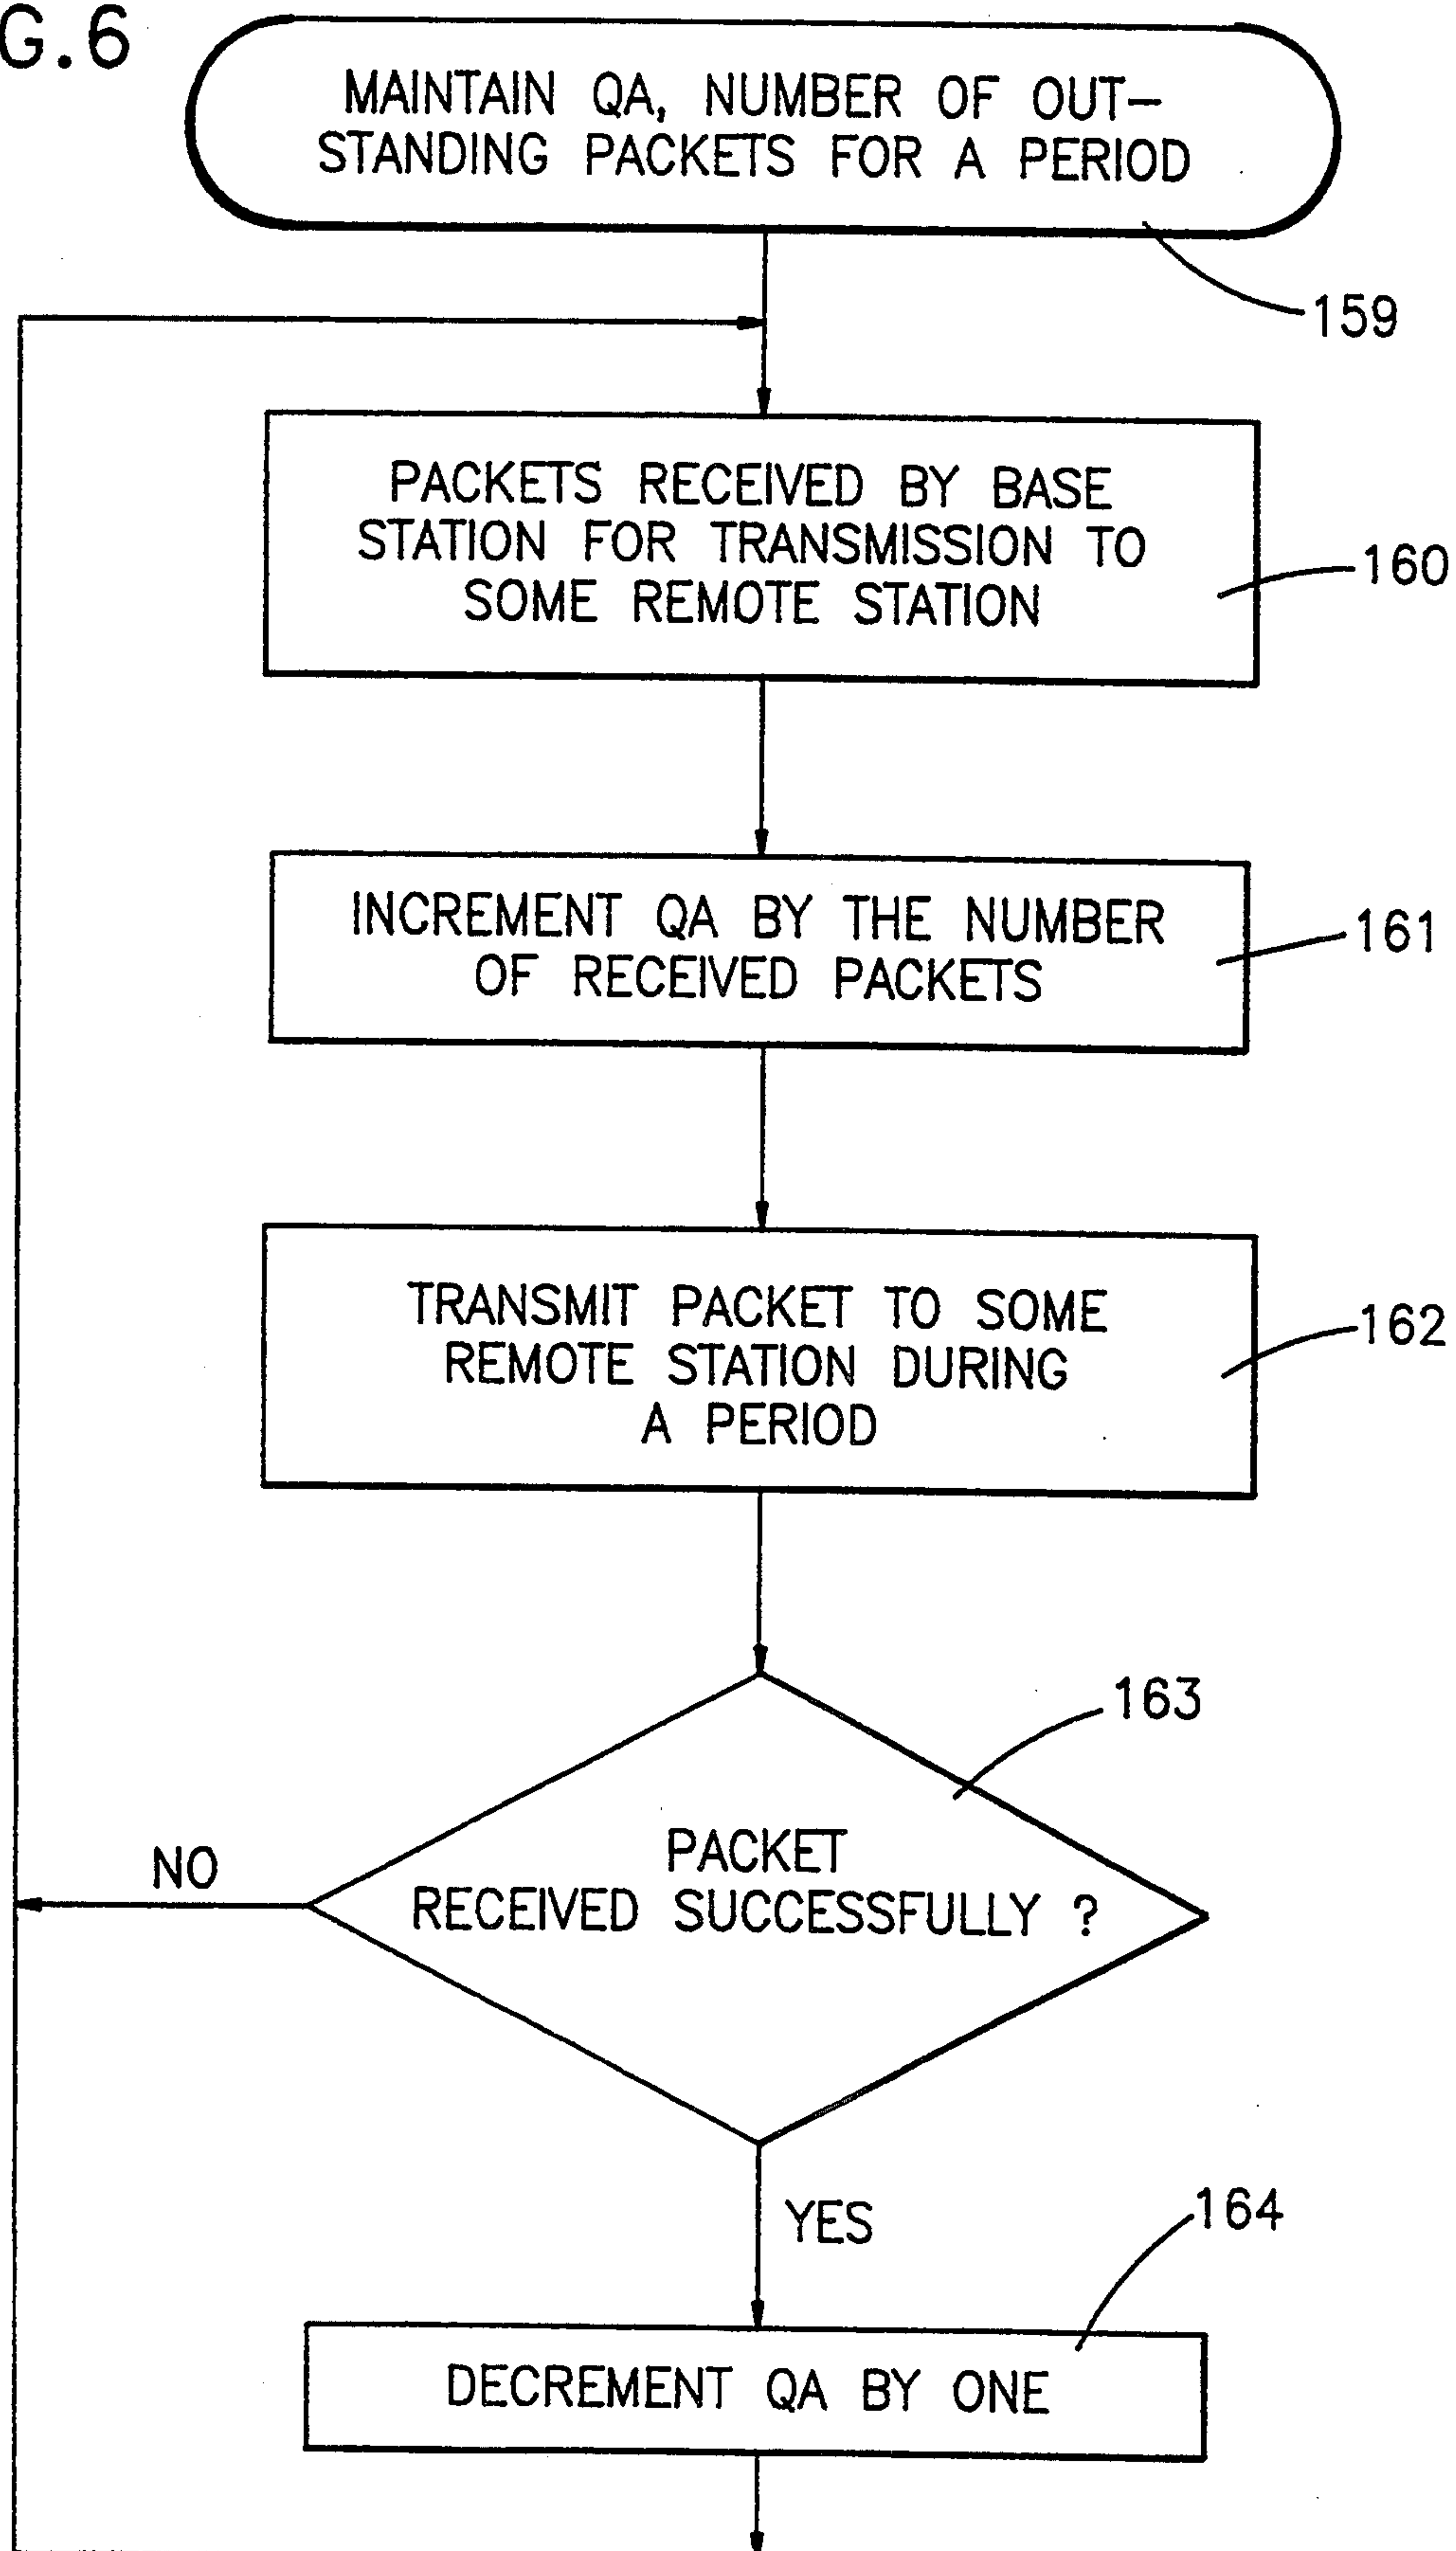 G.6
MAINTAIN QA, NUMBER OF OUT-
STANDING PACKETS FOR A PERIOD
159
PACKETS RECEIVED BY BASE
STATION FOR TRANSMISSION TO
SOME REMOTE STATION
160
INCREMENT QA BY THE NUMBER
OF RECEIVED PACKETS
161
TRANSMIT PACKET TO SOME
REMOTE STATION DURING
A PERIOD
162
163
PACKET
RECEIVED SUCCESSFULLY ?
NO
YES
164
DECREMENT QA BY ONE